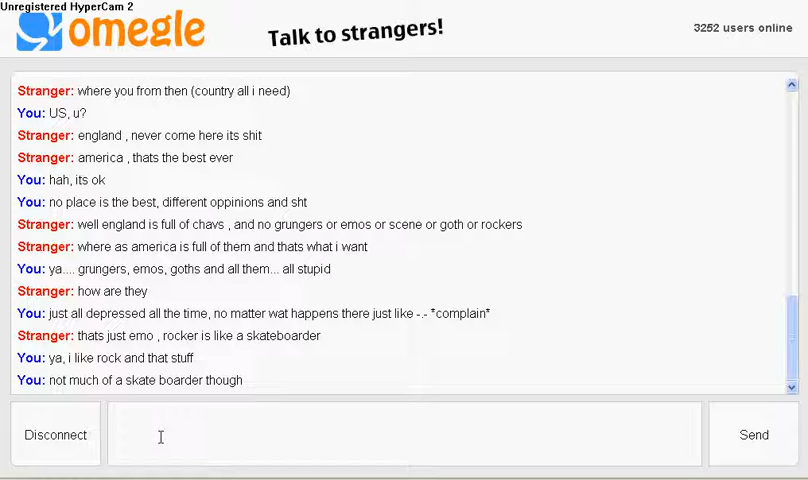 Unregistered HyperCam 2
omegle
Talk to strangers!
3252 users online
Stranger: where you from then (country all i need)
You: US, u?
Stranger: england , never come here its shit
Stranger: america , thats the best ever
You: hah, its ok
You: no place is the best, different oppinions and sht
Stranger: well england is full of chavs , and no grungers or emos or scene or goth or rockers
Stranger: where as america is full of them and thats what i want
You: ya.... grungers, emos, goths and all them... all stupid
Stranger: how are they
You: just all depressed all the time, no matter wat happens there just like -.- *complain*
Stranger: thats just emo , rocker is like a skateboarder
You: ya, i like rock and that stuff
You: not much of a skate boarder though
Disconnect
Send